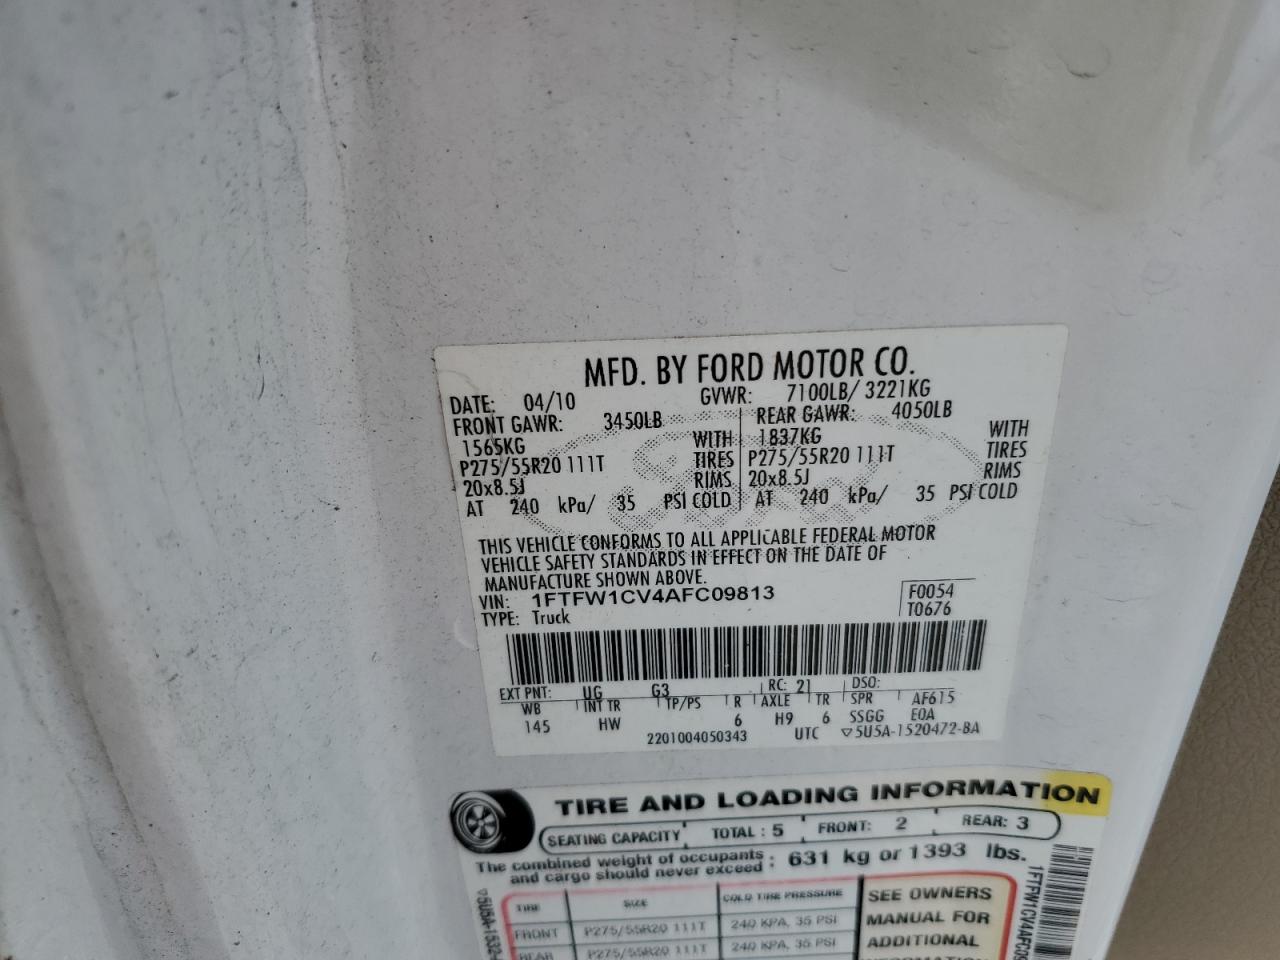 MFD. BY FORD MOTOR CO.
DATE: 04/10 GVWR: 7100LB/ 3221KG
FRONT GAWR: 3450LB REAR GAWR: 4050LB
1565KG WITH 1837KG WITH
P275/55R20 111T TIRES P275/55R20 111T TIRES
20x8.5J RIMS 20x8.5J RIMS
AT 240 kPa/ 35 PSI COLD AT 240 kPa/ 35 PSI COLD
THIS VEHICLE CONFORMS TO ALL APPLICABLE FEDERAL MOTOR
VEHICLE SAFETY STANDARDS IN EFFECT ON THE DATE OF
MANUFACTURE SHOWN ABOVE.
VIN: 1FTFW1CV4AFC09813 F0054
TYPE: Truck T0676
EXT PNT: UG G3 RC: 21 DSO:
WB INT TR TP/PS R AXLE TR SPR AF615
145 HW 6 H9 6 SSGG EOA
2201004050343 UTC ▽5U5A-1520472-BA
TIRE AND LOADING INFORMATION
SEATING CAPACITY TOTAL : 5 FRONT: 2 REAR: 3
The combined weight of occupants
and cargo should never exceed : 631 kg or 1393 lbs.
TIRE SIZE COLD TIRE PRESSURE SEE OWNERS
FRONT P275/55R20 111T 240 KPA, 35 PSI MANUAL FOR
REAR P275/55R20 111T 240 KPA, 35 PSI ADDITIONAL
▽5U5A-1532
1FTFW1CV4AFC09